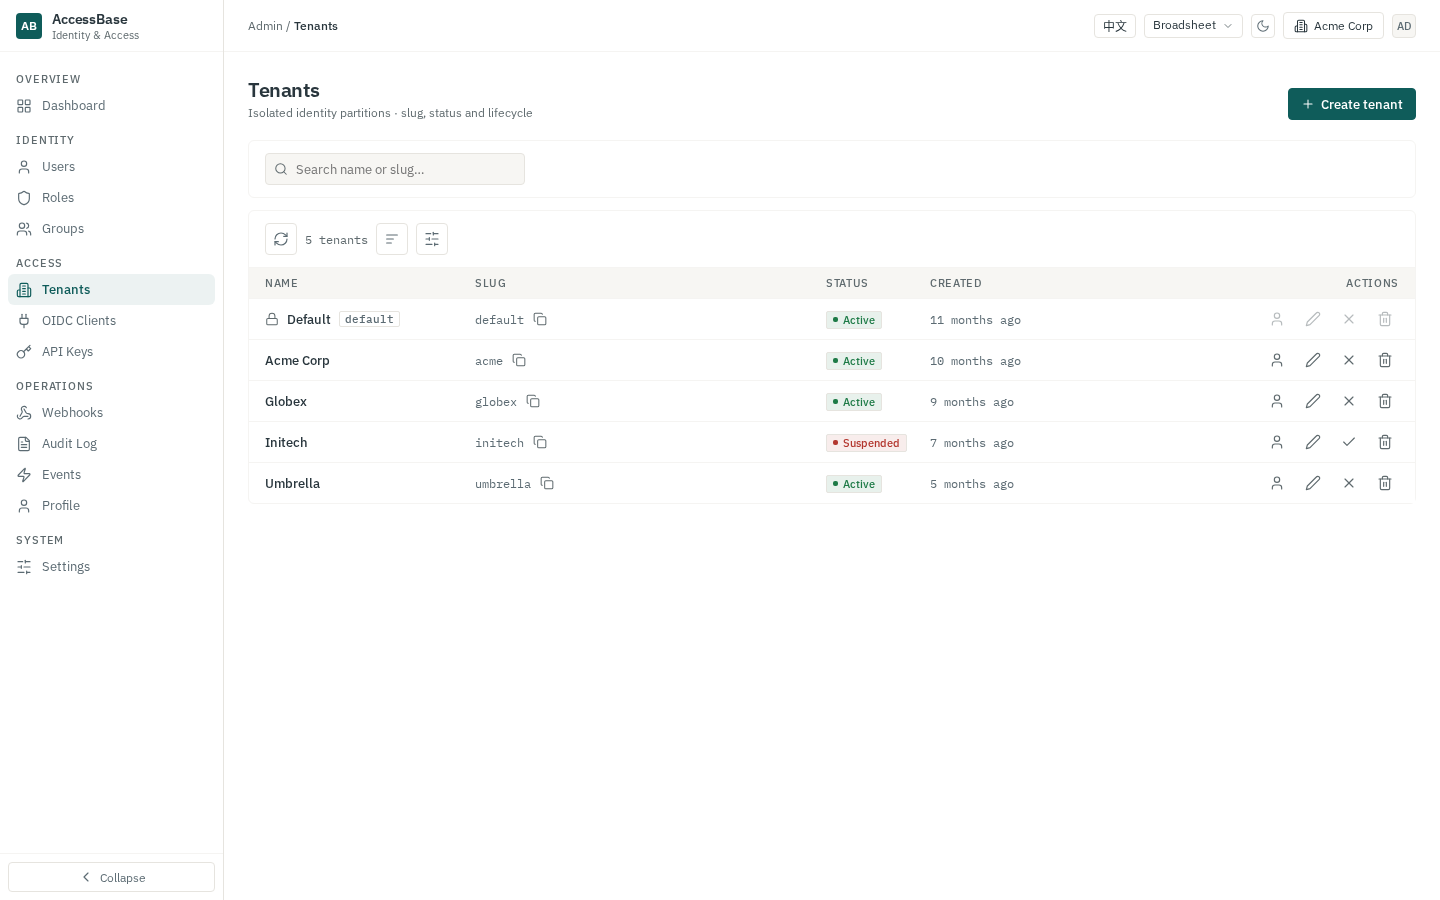 AB
AccessBase
Identity & Access
OVERVIEW
Dashboard
IDENTITY
Users
Roles
Groups
ACCESS
Tenants
OIDC Clients
API Keys
OPERATIONS
Webhooks
Audit Log
Events
Profile
SYSTEM
Settings
Collapse
Admin / Tenants
中文
Broadsheet
Acme Corp
AD
Tenants
Isolated identity partitions · slug, status and lifecycle
Create tenant
Search name or slug...
5 tenants
NAME SLUG STATUS CREATED ACTIONS
Default default default Active 11 months ago
Acme Corp acme Active 10 months ago
Globex globex Active 9 months ago
Initech initech Suspended 7 months ago
Umbrella umbrella Active 5 months ago